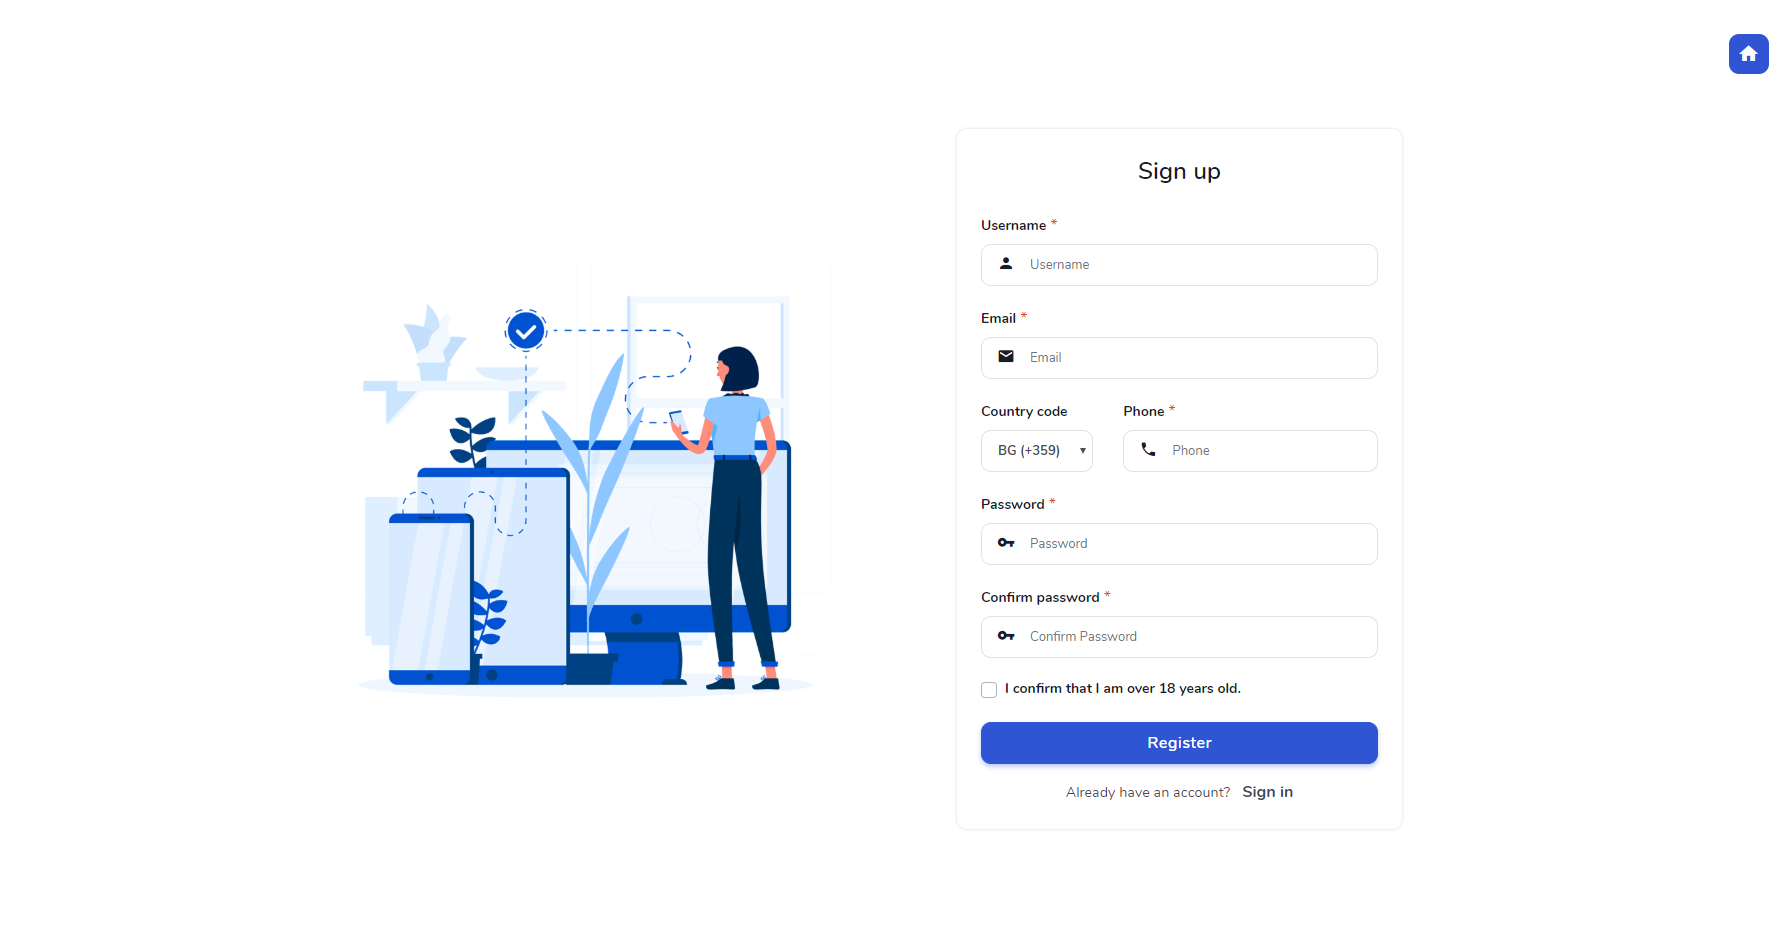 Sign up
Username *
Username
Email *
Email
Country code Phone *
BG (+359) Phone
Password *
Password
Confirm password *
Confirm Password
I confirm that I am over 18 years old.
Register
Already have an account? Sign in